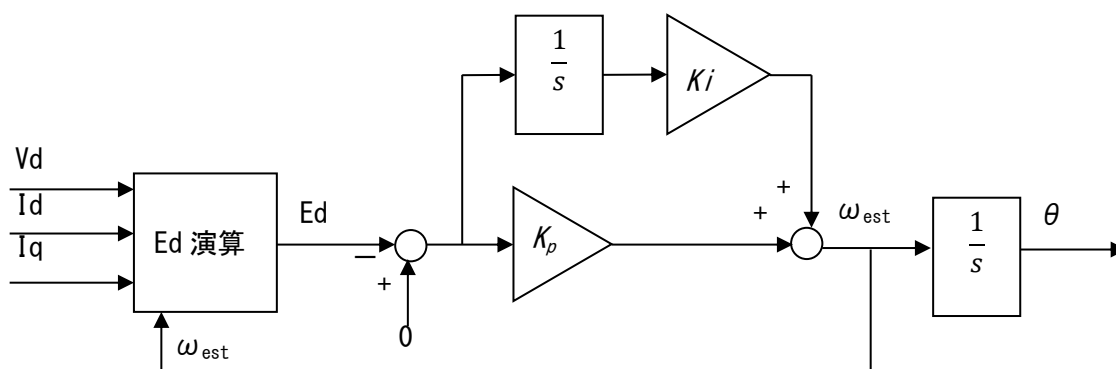 1
s
Ki
Vd
Id
Iq
Ed 演算
Ed
−
+
0
Kp
+
+
ωest
1
s
θ
ωest